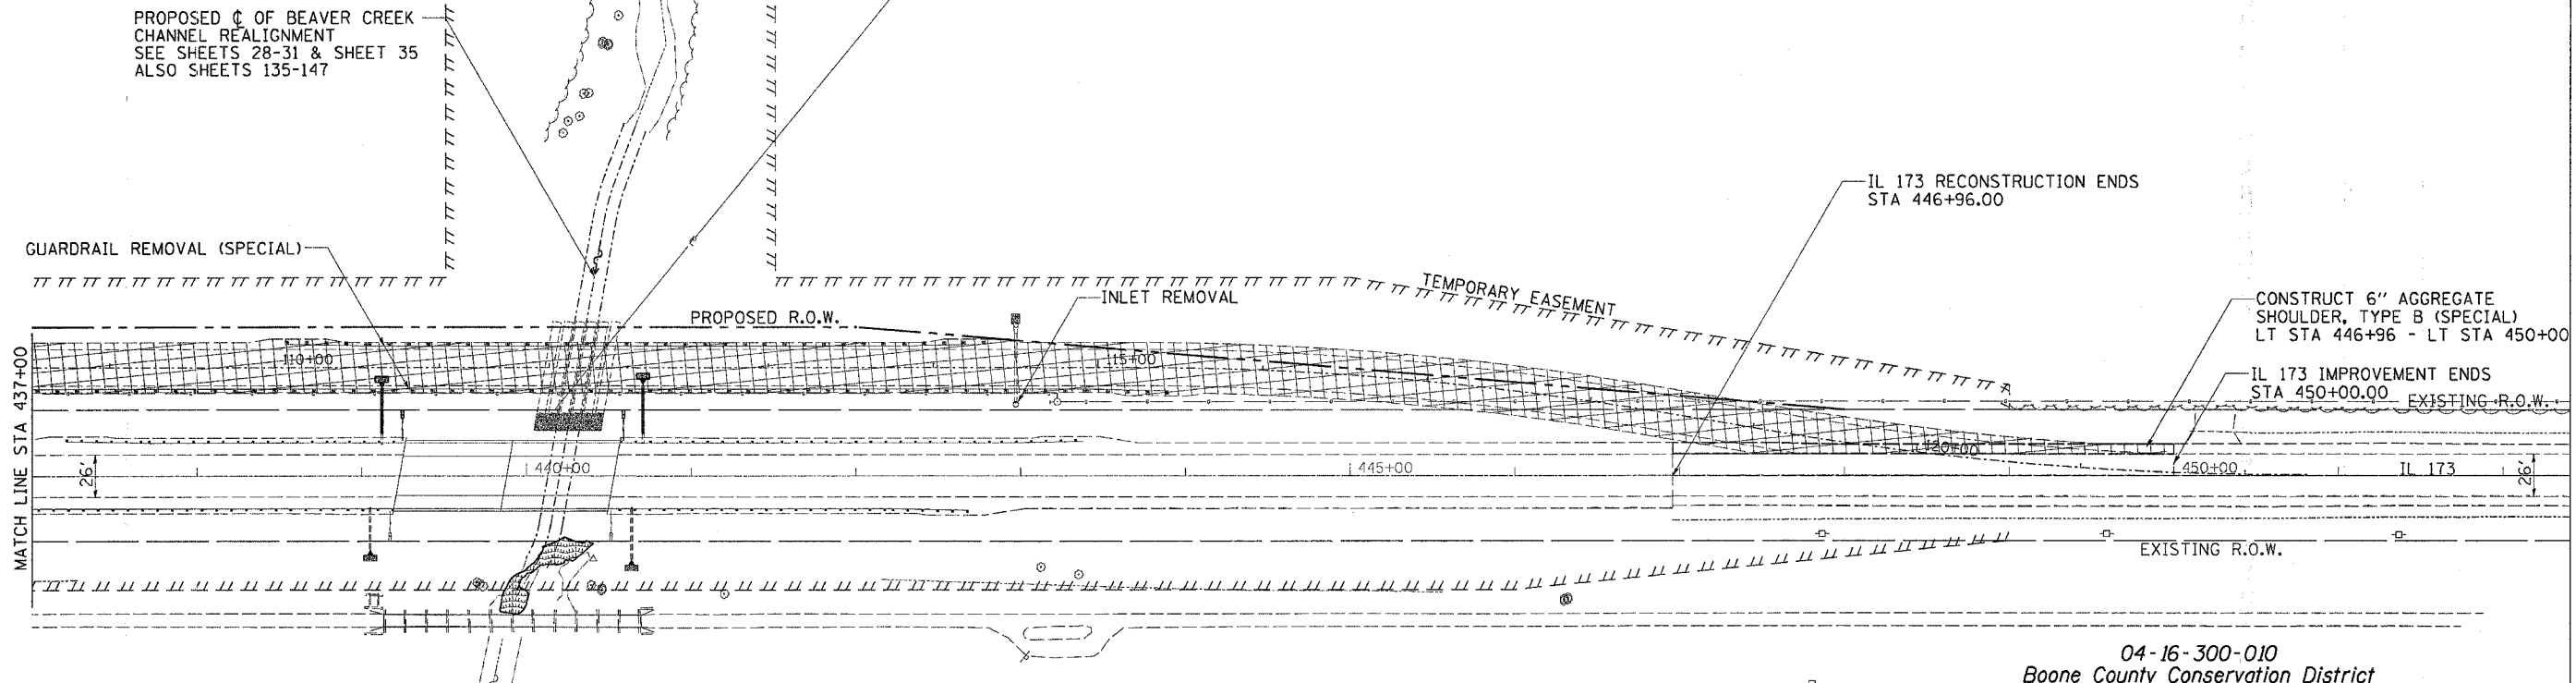 PROPOSED ℄ OF BEAVER CREEK
CHANNEL REALIGNMENT
SEE SHEETS 28-31 & SHEET 35
ALSO SHEETS 135-147
IL 173 RECONSTRUCTION ENDS
STA 446+96.00
GUARDRAIL REMOVAL (SPECIAL)
TEMPORARY EASEMENT
INLET REMOVAL
CONSTRUCT 6" AGGREGATE
SHOULDER, TYPE B (SPECIAL)
LT STA 446+96 - LT STA 450+00
PROPOSED R.O.W.
110+00
115+00
IL 173 IMPROVEMENT ENDS
STA 450+00.00
EXISTING R.O.W.
MATCH LINE STA 437+00
120+00
26'
440+00
445+00
450+00
IL 173
26'
EXISTING R.O.W.
04-16-300-010
Boone County Conservation District